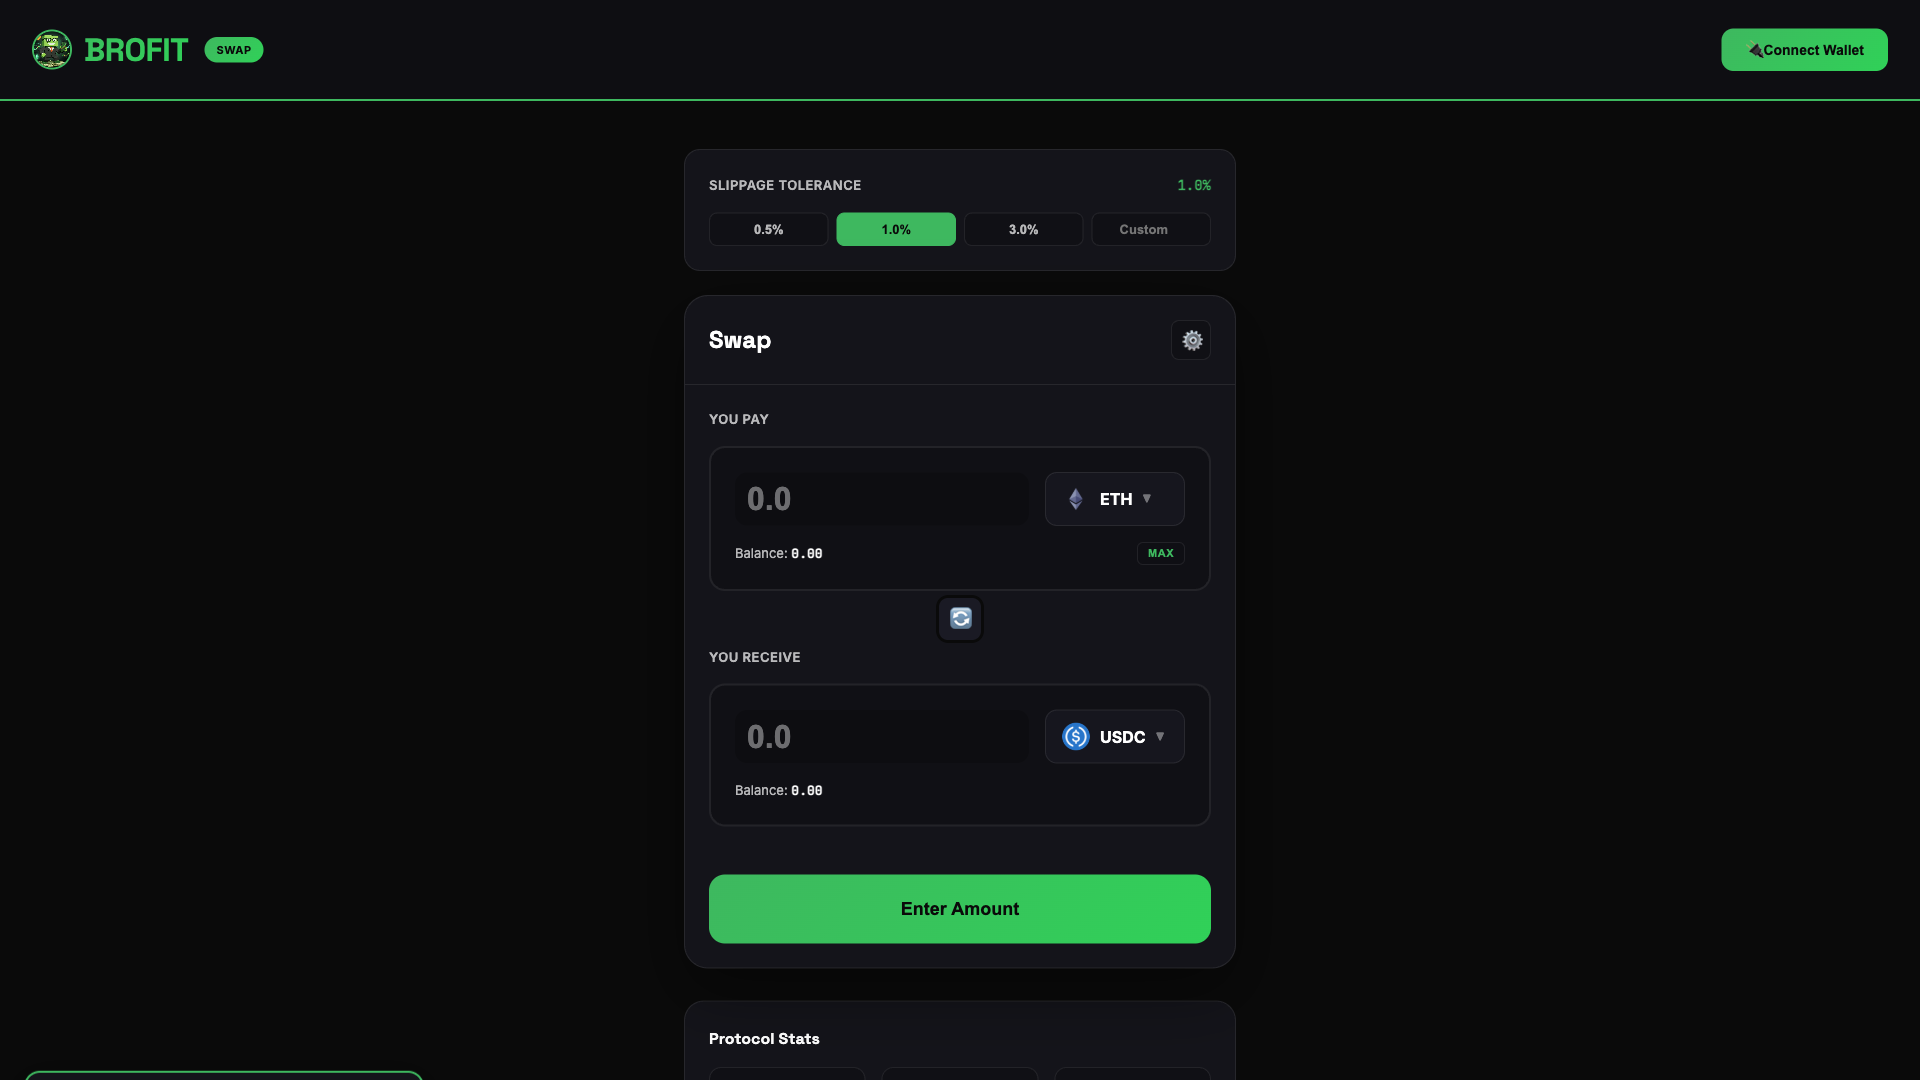 BROFIT SWAP
Connect Wallet
SLIPPAGE TOLERANCE 1.0%
0.5% 1.0% 3.0% Custom
Swap
YOU PAY
0.0 ETH
Balance: 0.00 MAX
YOU RECEIVE
0.0 USDC
Balance: 0.00
Enter Amount
Protocol Stats